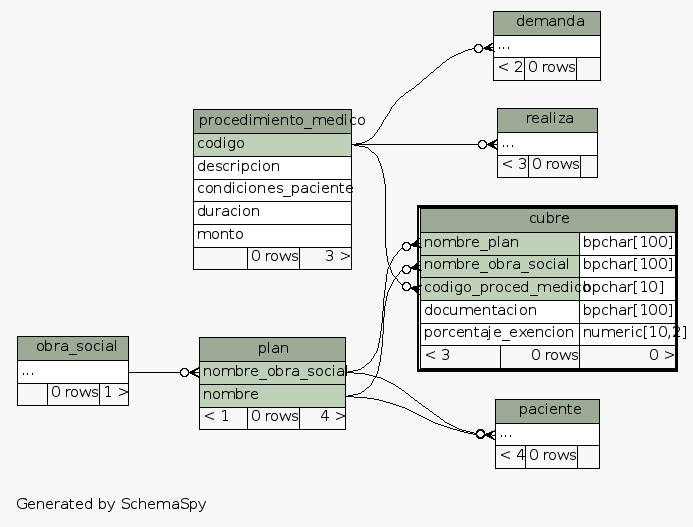 demanda
...
< 2 0 rows
procedimiento_medico
codigo
descripcion
condiciones_paciente
duracion
monto
0 rows 3 >
realiza
...
< 3 0 rows
cubre
nombre_plan bpchar[100]
nombre_obra_social bpchar[100]
codigo_proced_medico bpchar[10]
documentacion bpchar[100]
porcentaje_exencion numeric[10,2]
< 3 0 rows 0 >
obra_social
...
0 rows 1 >
plan
nombre_obra_social
nombre
< 1 0 rows 4 >
paciente
...
< 4 0 rows
Generated by SchemaSpy